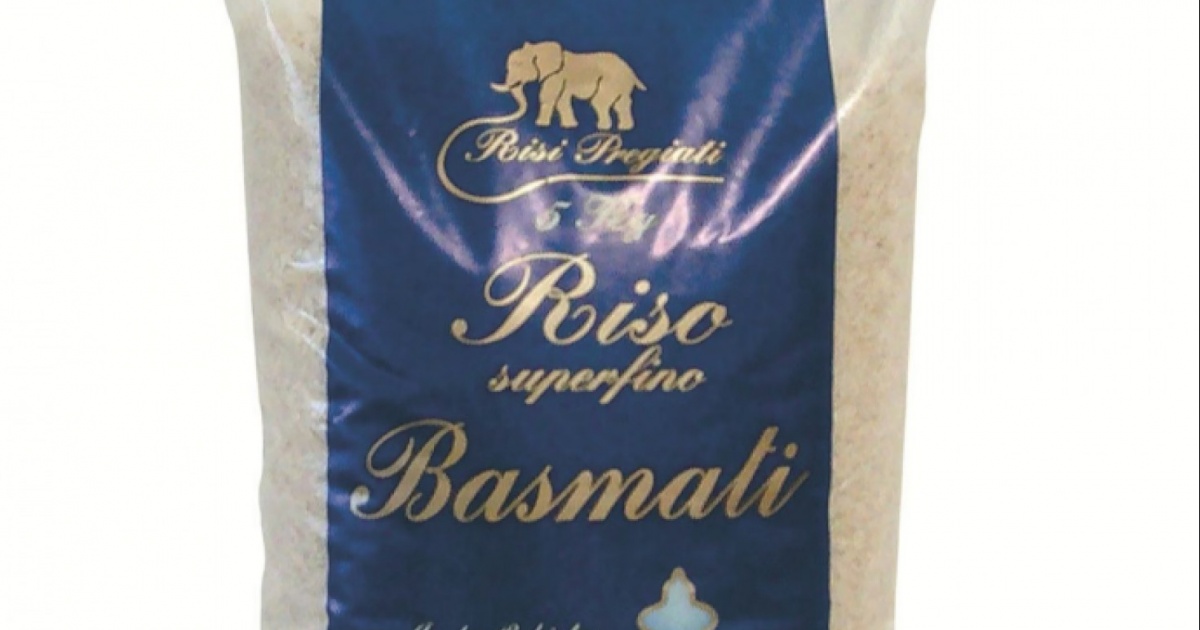 Risi Pregiati
5 Kg
Riso
superfino
Basmati